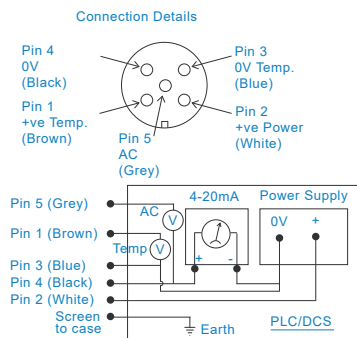 Connection Details
Pin 4
0V
(Black)
Pin 3
0V Temp.
(Blue)
Pin 1
+ve Temp.
(Brown)
Pin 2
+ve Power
(White)
Pin 5
AC
(Grey)
4-20mA
Power Supply
Pin 5 (Grey)
AC
V
0V
+
Pin 1 (Brown)
Temp
V
Pin 3 (Blue)
+
-
Pin 4 (Black)
Pin 2 (White)
Screen
to case
Earth
PLC/DCS